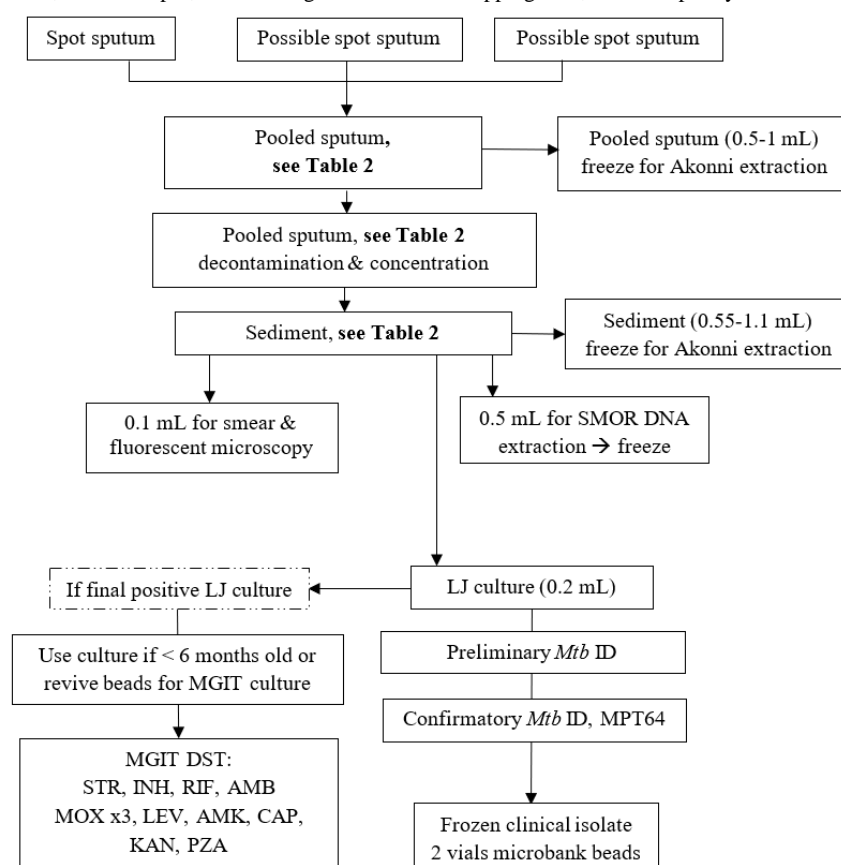 Spot sputum
Possible spot sputum
Possible spot sputum
Pooled sputum,
see Table 2
Pooled sputum (0.5-1 mL)
freeze for Akonni extraction
Pooled sputum, see Table 2
decontamination & concentration
Sediment, see Table 2
Sediment (0.55-1.1 mL)
freeze for Akonni extraction
0.1 mL for smear &
fluorescent microscopy
0.5 mL for SMOR DNA
extraction → freeze
If final positive LJ culture
LJ culture (0.2 mL)
Use culture if < 6 months old or
revive beads for MGIT culture
Preliminary Mtb ID
Confirmatory Mtb ID, MPT64
MGIT DST:
STR, INH, RIF, AMB
MOX x3, LEV, AMK, CAP,
KAN, PZA
Frozen clinical isolate
2 vials microbank beads